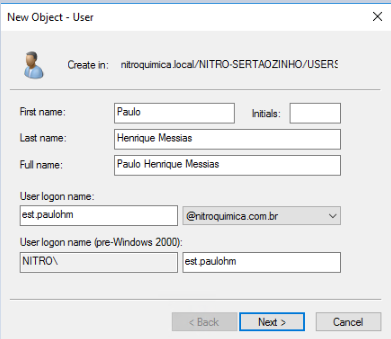 New Object - User
Create in: nitroquimica.local/NITRO-SERTAOZINHO/USERS
First name: Paulo Initials:
Last name: Henrique Messias
Full name: Paulo Henrique Messias
User logon name:
est.paulohm @nitroquimica.com.br
User logon name (pre-Windows 2000):
NITRO\ est.paulohm
< Back Next > Cancel